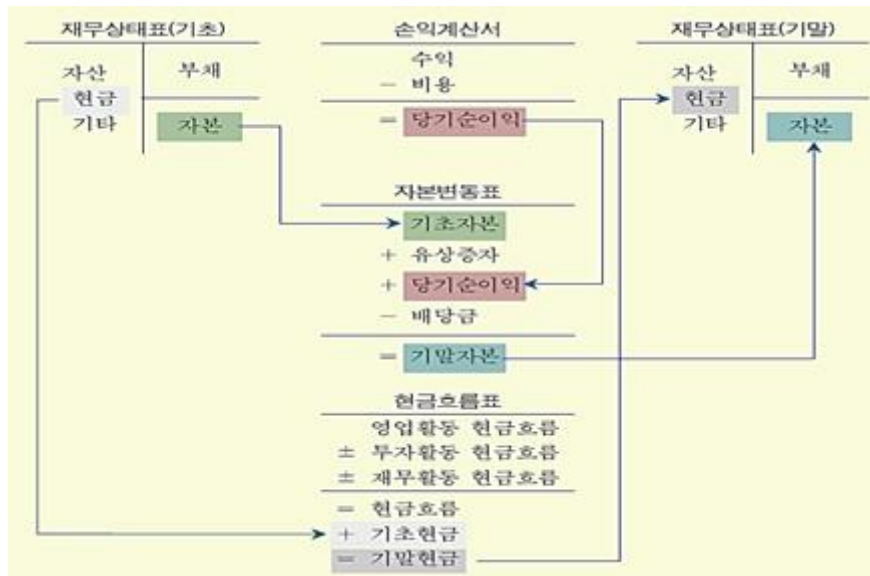 재무상태표(기초)
자산
현금
기타
부채
자본
손익계산서
수익
- 비용
= 당기순이익
자본변동표
기초자본
+ 유상증자
+ 당기순이익
- 배당금
= 기말자본
현금흐름표
영업활동 현금흐름
± 투자활동 현금흐름
± 재무활동 현금흐름
= 현금흐름
+ 기초현금
= 기말현금
재무상태표(기말)
자산
현금
기타
부채
자본